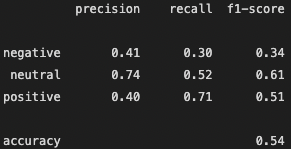 precision recall f1-score
negative 0.41 0.30 0.34
neutral 0.74 0.52 0.61
positive 0.40 0.71 0.51
accuracy 0.54